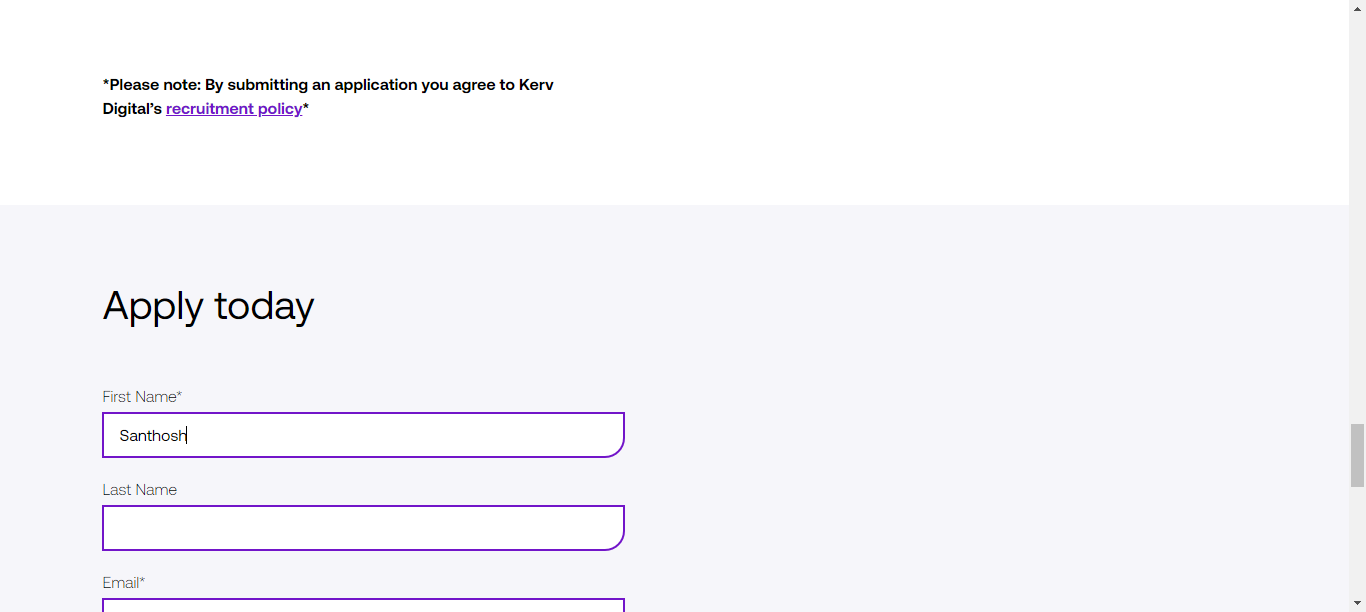 *Please note: By submitting an application you agree to Kerv
Digital’s recruitment policy*
Apply today
First Name*
Santhosh
Last Name
Email*